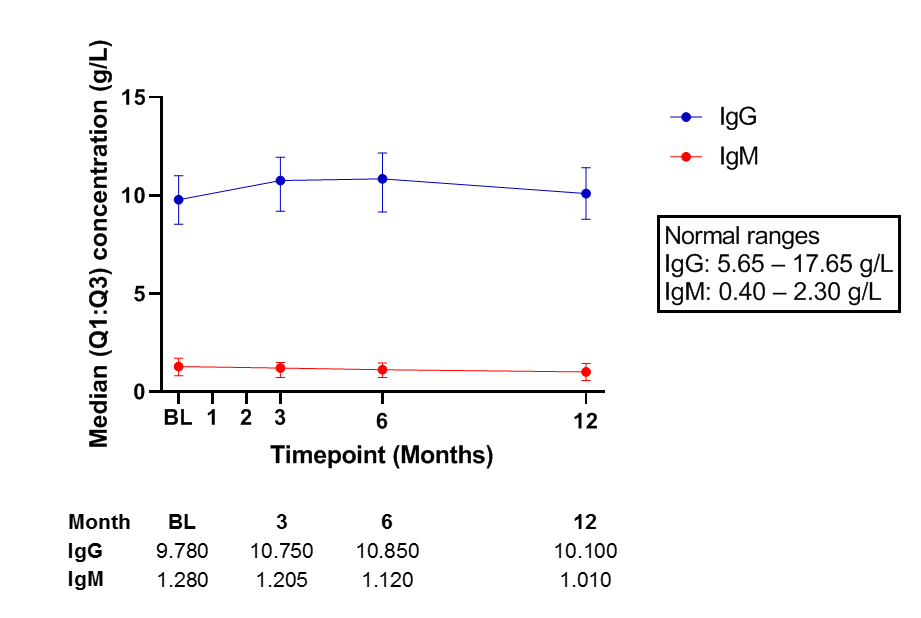 Median (Q1:Q3) concentration (g/L)
15
10
5
0
BL 1 2 3 6 12
Timepoint (Months)
IgG
IgM
Normal ranges
IgG: 5.65 – 17.65 g/L
IgM: 0.40 – 2.30 g/L
Month BL 3 6 12
IgG 9.780 10.750 10.850 10.100
IgM 1.280 1.205 1.120 1.010